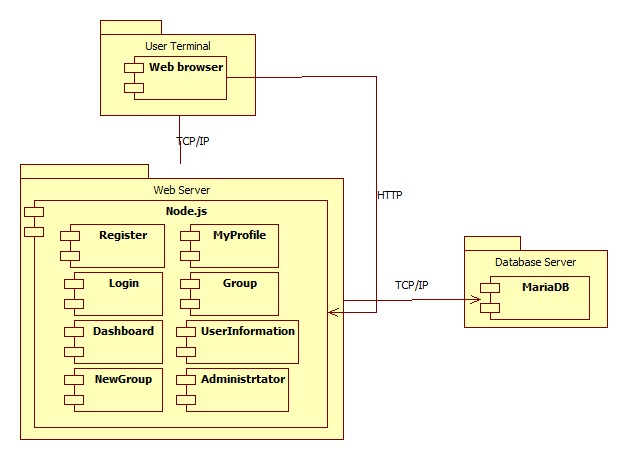 User Terminal
Web browser
TCP/IP
HTTP
Web Server
Node.js
Register
MyProfile
Login
Group
Dashboard
UserInformation
NewGroup
Administrtator
TCP/IP
Database Server
MariaDB